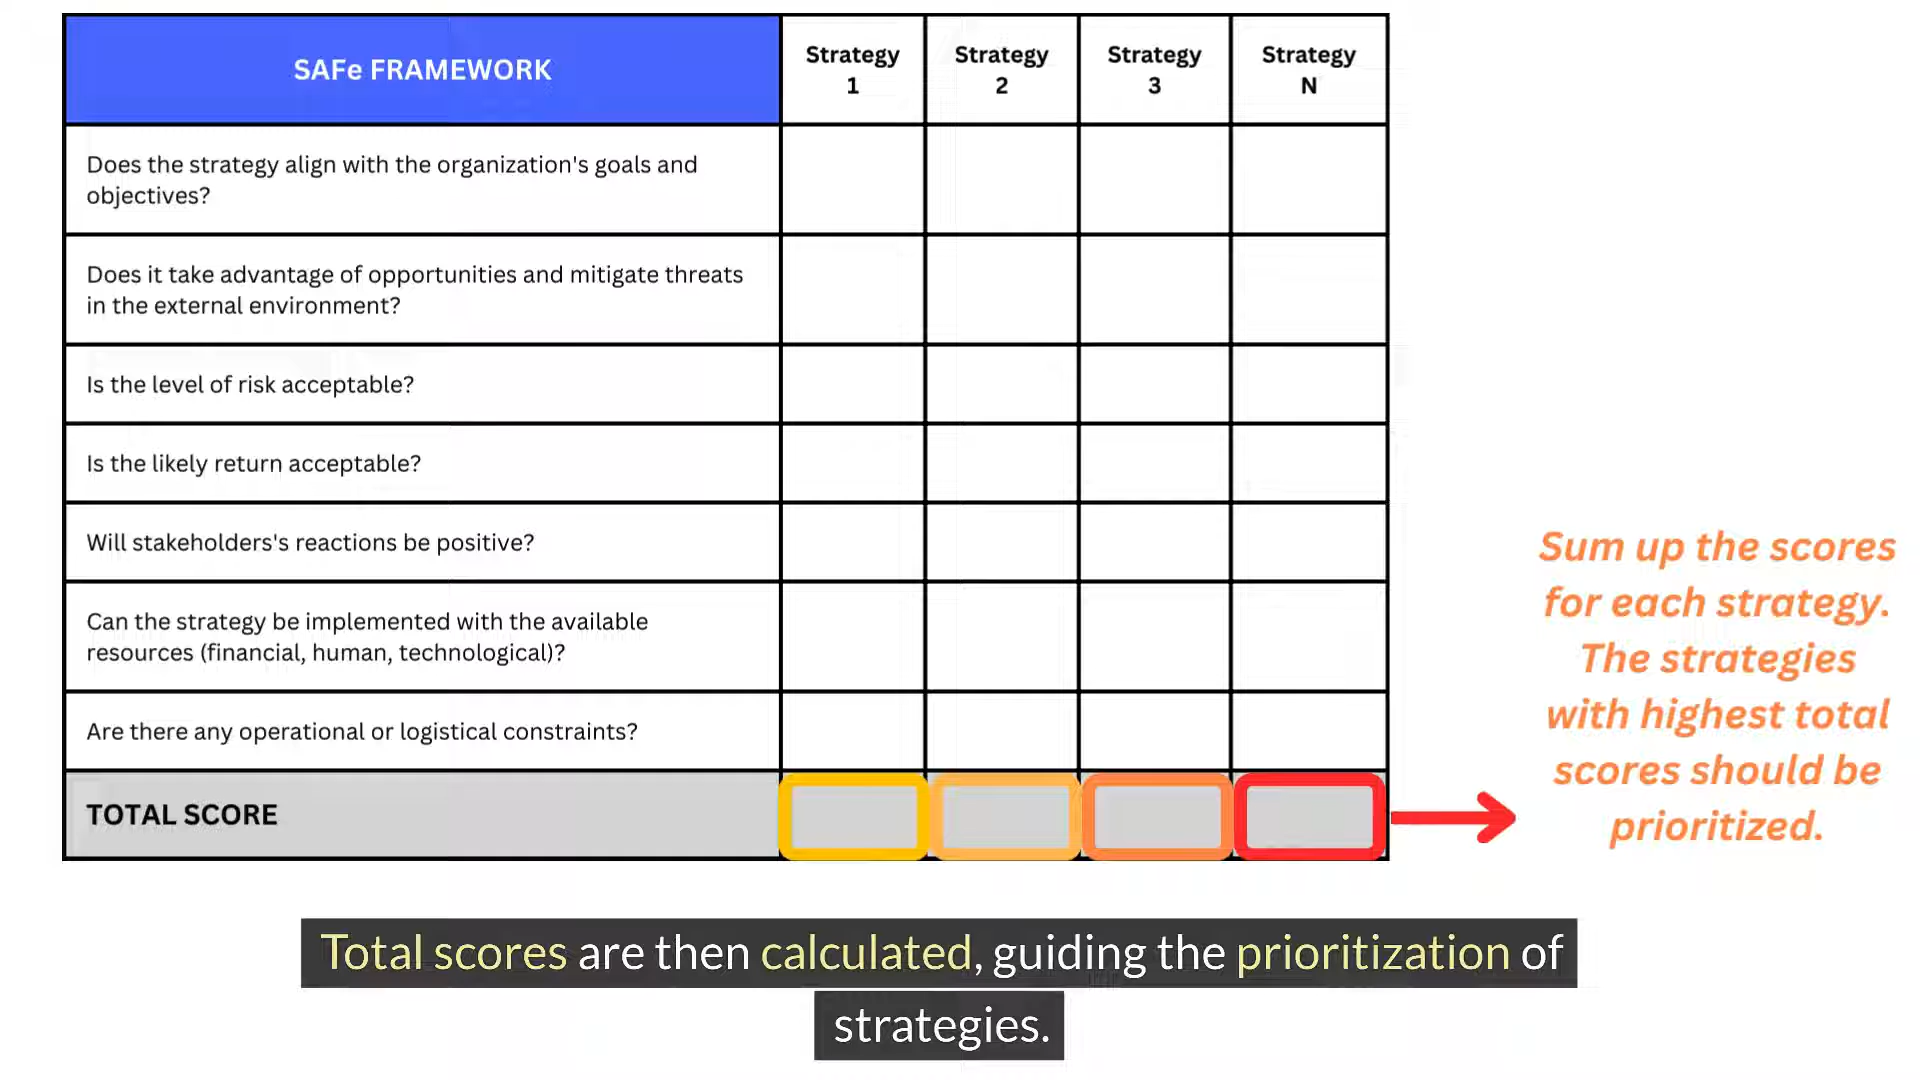 SAFe FRAMEWORK
Strategy
1
Strategy
2
Strategy
3
Strategy
N
Does the strategy align with the organization's goals and
objectives?
Does it take advantage of opportunities and mitigate threats
in the external environment?
Is the level of risk acceptable?
Is the likely return acceptable?
Will stakeholders's reactions be positive?
Can the strategy be implemented with the available
resources (financial, human, technological)?
Are there any operational or logistical constraints?
TOTAL SCORE
Sum up the scores
for each strategy.
The strategies
with highest total
scores should be
prioritized.
Total scores are then calculated, guiding the prioritization of
strategies.